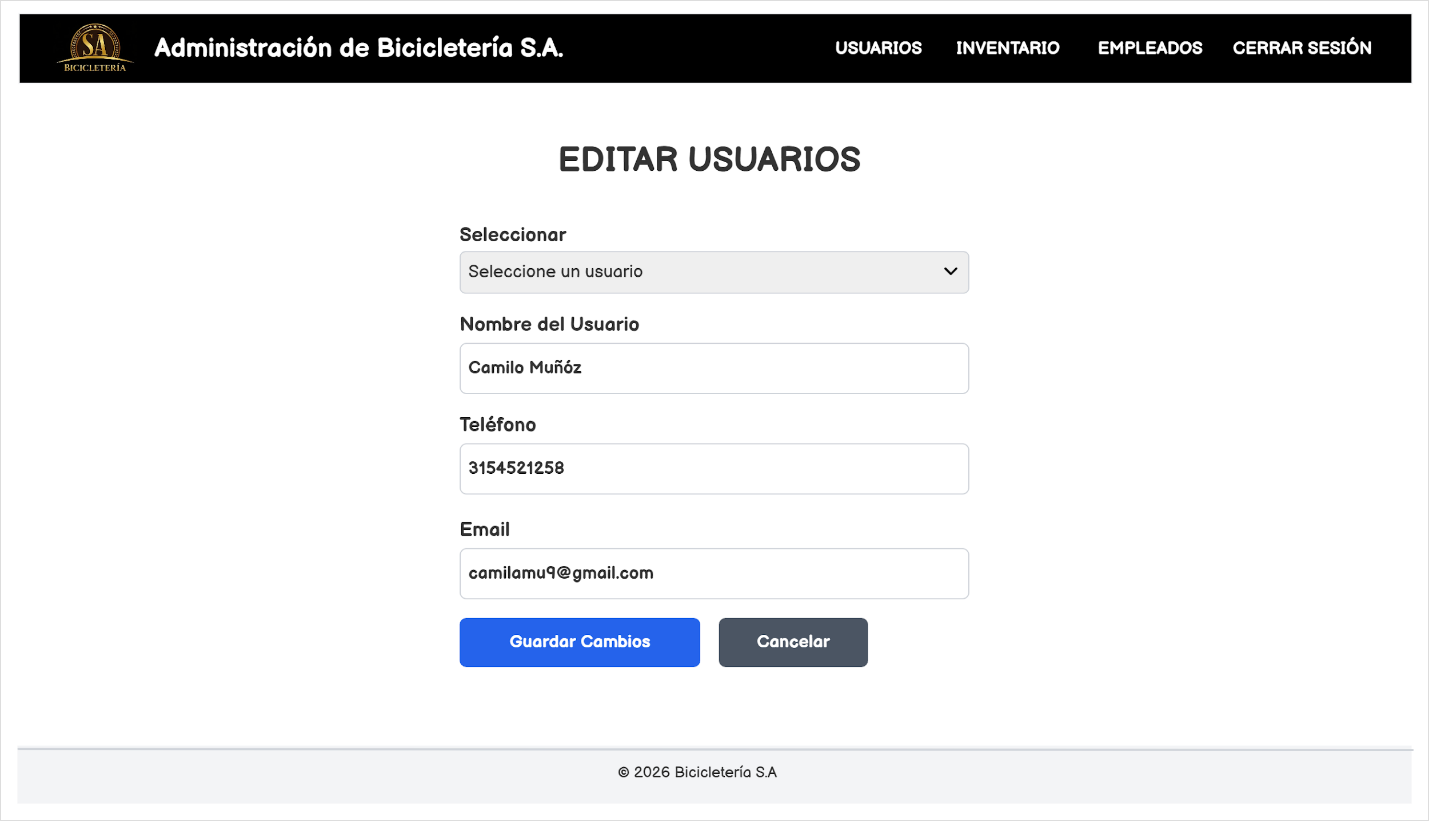 SA
BICICLETERÍA
Administración de Bicicletería S.A.
USUARIOS INVENTARIO EMPLEADOS CERRAR SESIÓN
EDITAR USUARIOS
Seleccionar
Seleccione un usuario
Nombre del Usuario
Camilo Muñóz
Teléfono
3154521258
Email
camilamu9@gmail.com
Guardar Cambios Cancelar
© 2026 Bicicletería S.A